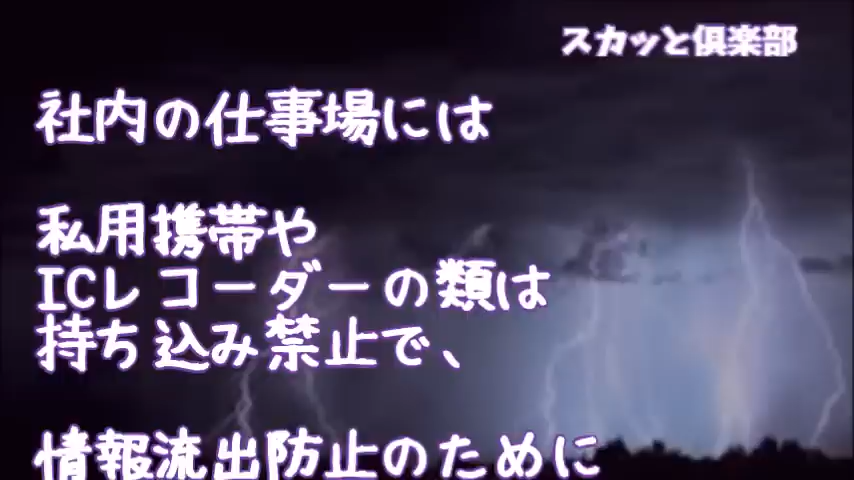 スカッと倶楽部
社内の仕事場には
私用携帯や
ICレコーダーの類は
持ち込み禁止で、
情報流出防止のために